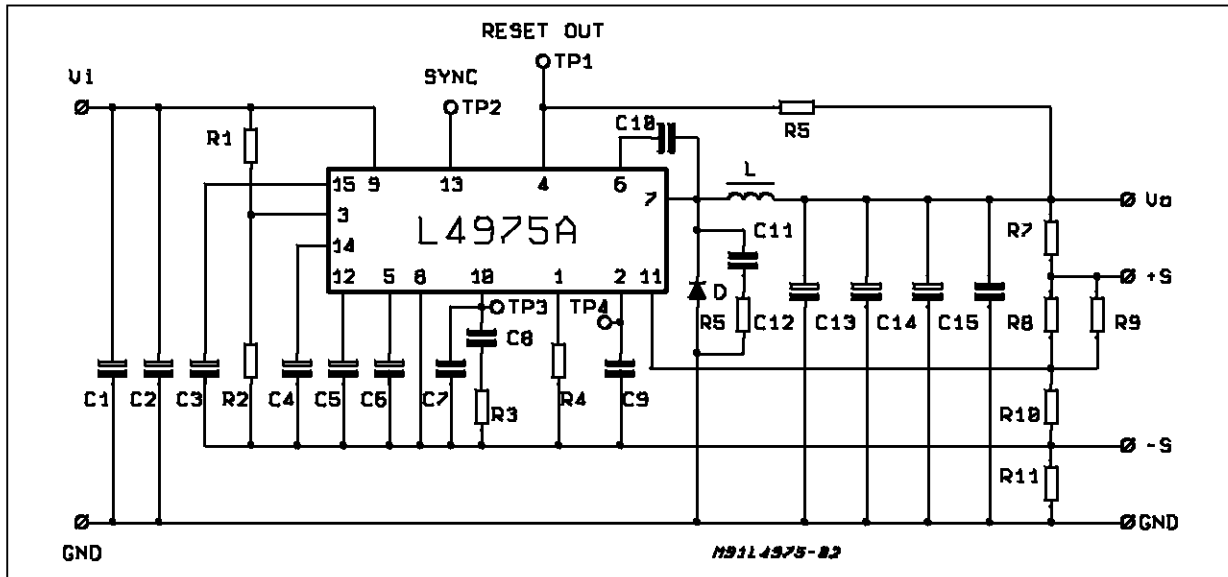 RESET OUT
TP1
Vi
SYNC
TP2
R1
C10
R5
15 9 13 4 6
7
L
Vo
3
L4975A
14
C11
R7
12 5 8 10 1 2 11
+S
TP3
TP4
D
R5
C12
C13
C14
C15
R8
R9
C8
C1
C2
C3
R2
C4
C5
C6
C7
R3
R4
C9
R10
-S
R11
GND
GND
M91L4975-02